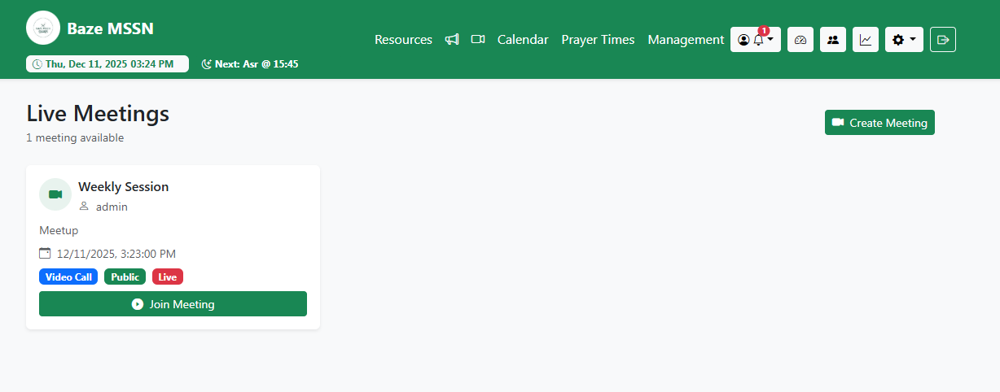 Baze MSSN
Resources Calendar Prayer Times Management 1
Thu, Dec 11, 2025 03:24 PM Next: Asr @ 15:45
Live Meetings
1 meeting available
Create Meeting
Weekly Session
admin
Meetup
12/11/2025, 3:23:00 PM
Video Call Public Live
Join Meeting